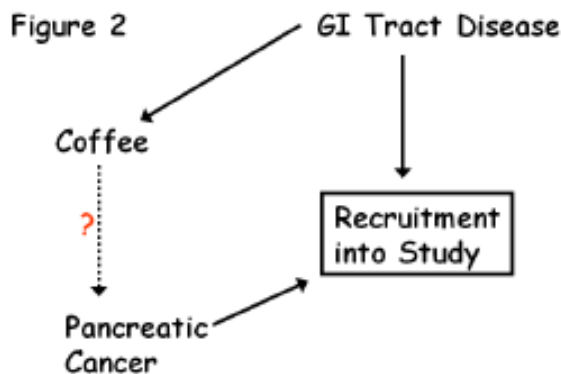 Figure 2
GI Tract Disease
Coffee
?
Recruitment
into Study
Pancreatic
Cancer